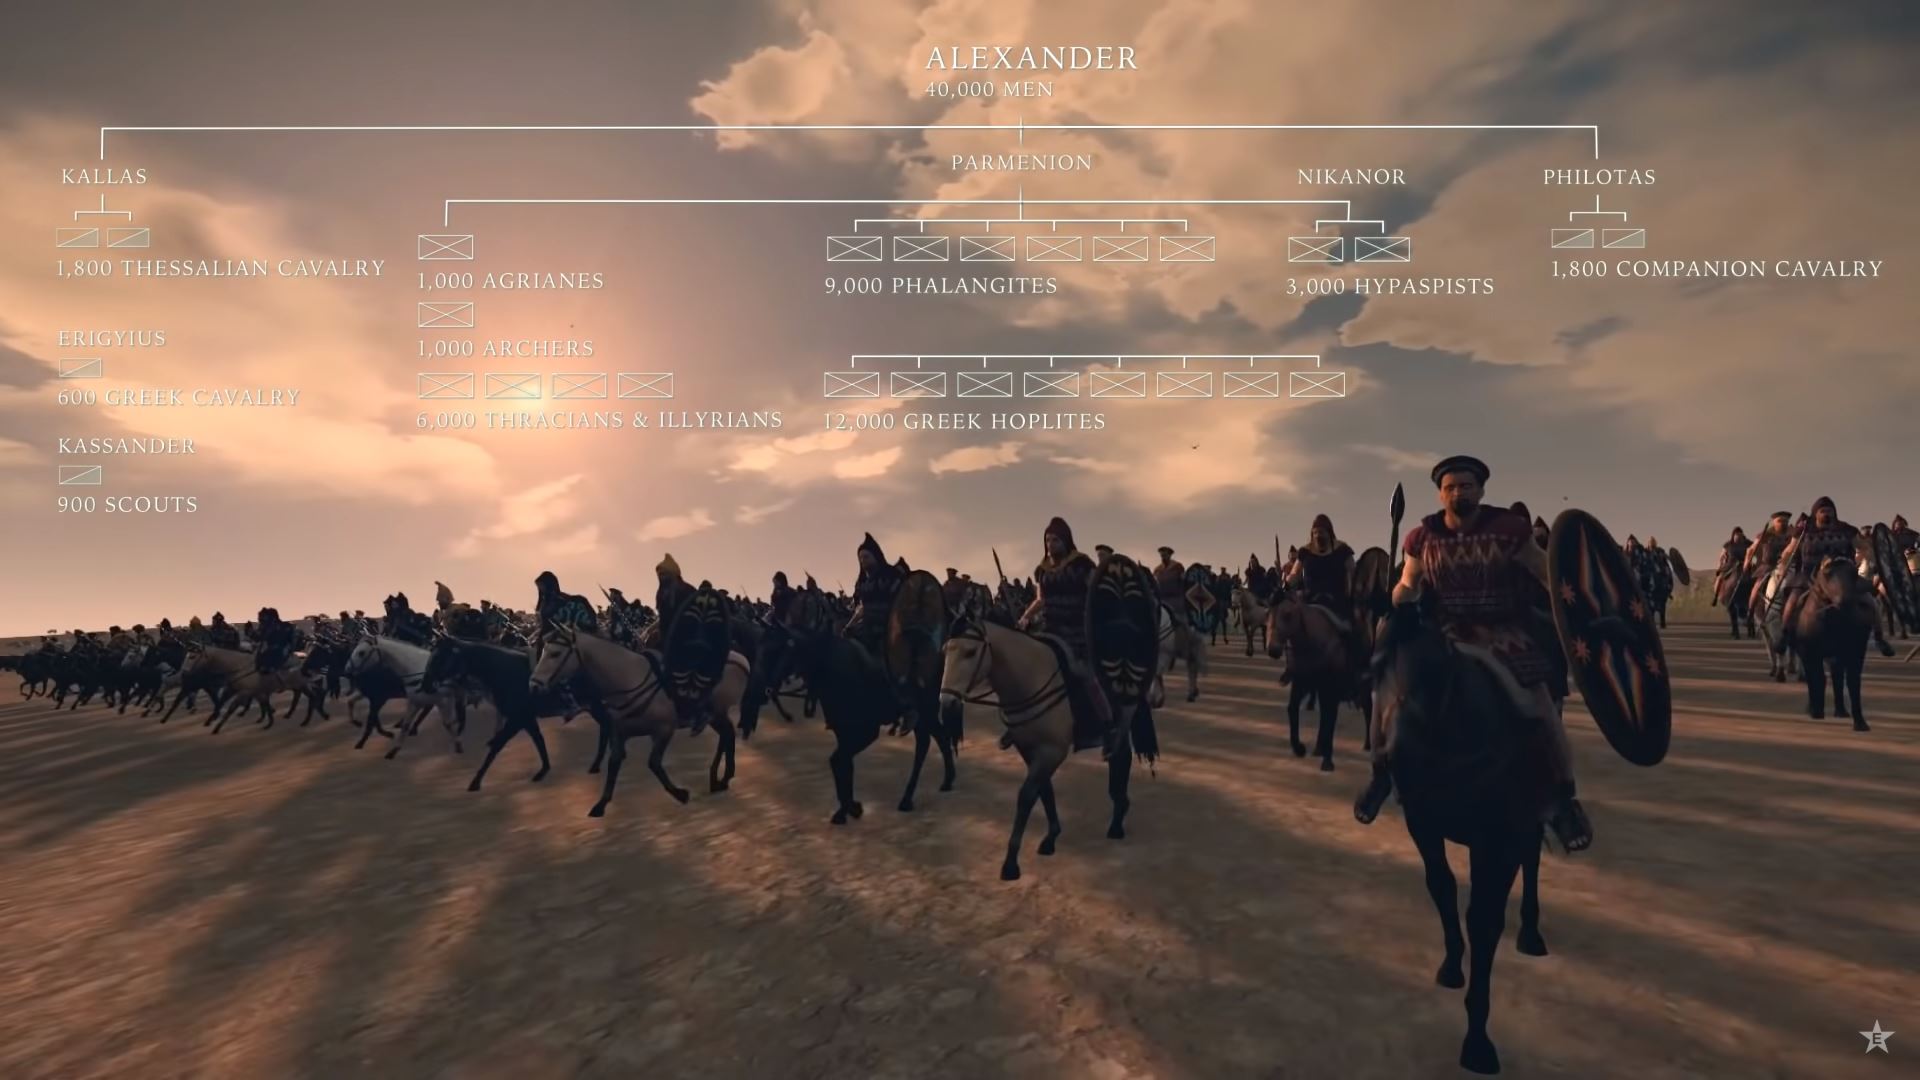 ALEXANDER
40,000 MEN
KALLAS
1,800 THESSALIAN CAVALRY
ERIGYIUS
600 GREEK CAVALRY
KASSANDER
900 SCOUTS
PARMENION
1,000 AGRIANES
1,000 ARCHERS
6,000 THRACIANS & ILLYRIANS
9,000 PHALANGITES
12,000 GREEK HOPLITES
NIKANOR
3,000 HYPASPISTS
PHILOTAS
1,800 COMPANION CAVALRY
E